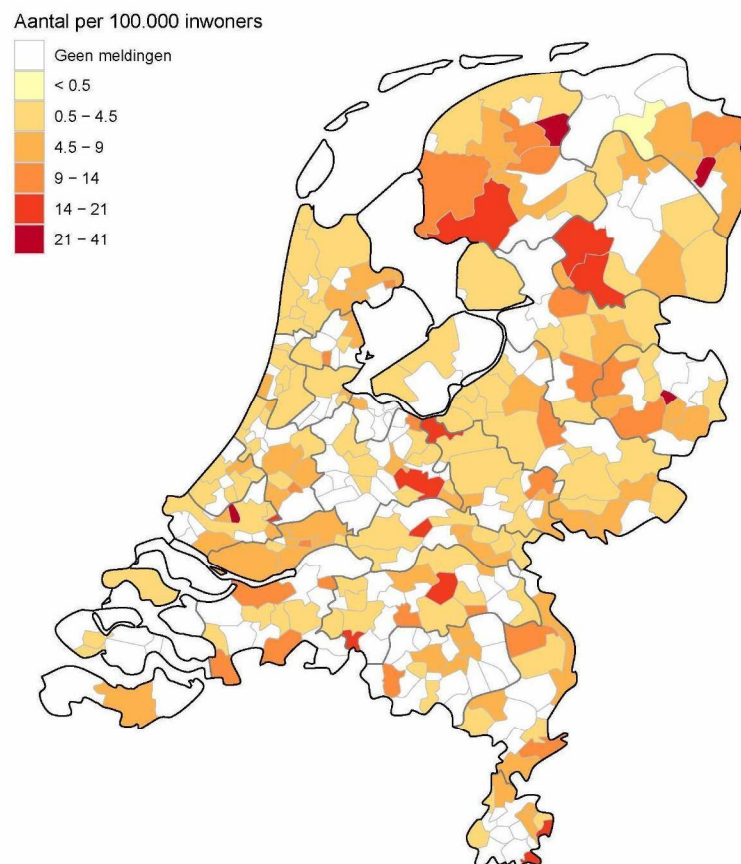 Aantal per 100.000 inwoners
Geen meldingen
< 0.5
0.5 − 4.5
4.5 − 9
9 − 14
14 − 21
21 − 41